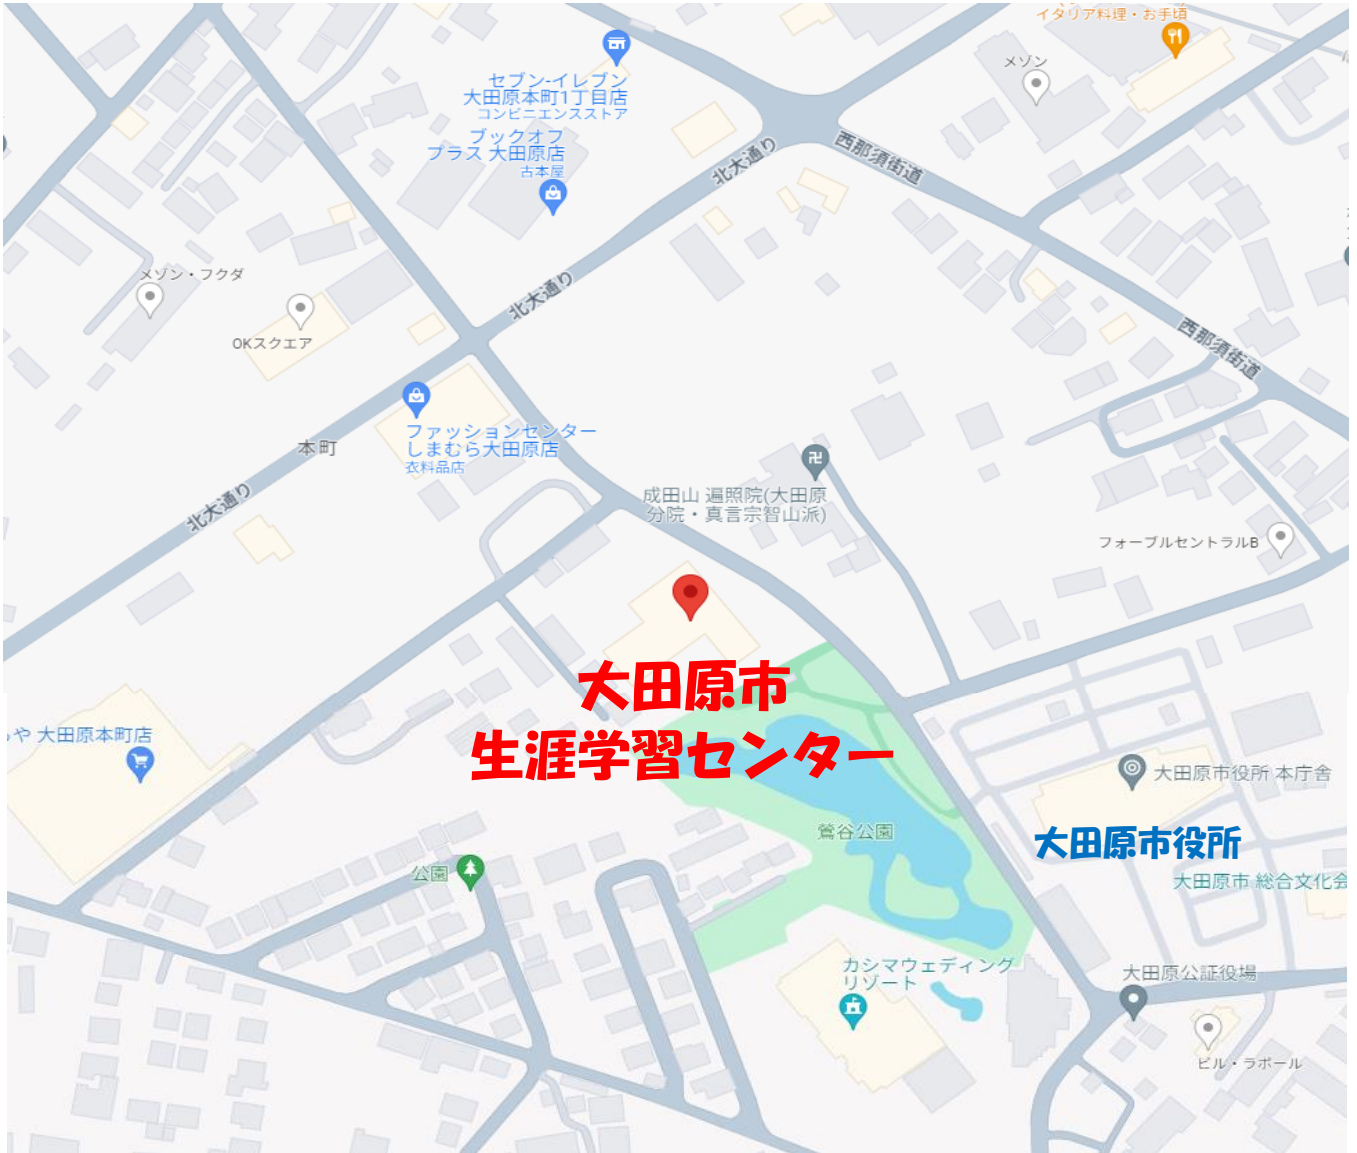 イタリア料理・お手頃
メゾン
セブン-イレブン
大田原本町1丁目店
コンビニエンスストア
ブックオフ
プラス 大田原店
古本屋
北大通り
西那須街道
メゾン・フクダ
北大通り
OKスクエア
西那須街道
ファッションセンター
しまむら大田原店
衣料品店
本町
北大通り
成田山 遍照院(大田原
分院・真言宗智山派)
フォーブルセントラルB
大田原市
生涯学習センター
や 大田原本町店
大田原市役所 本庁舎
鶯谷公園
大田原市役所
公園
大田原市 総合文化会
カシマウェディング
リゾート
大田原公証役場
ビル・ラポール